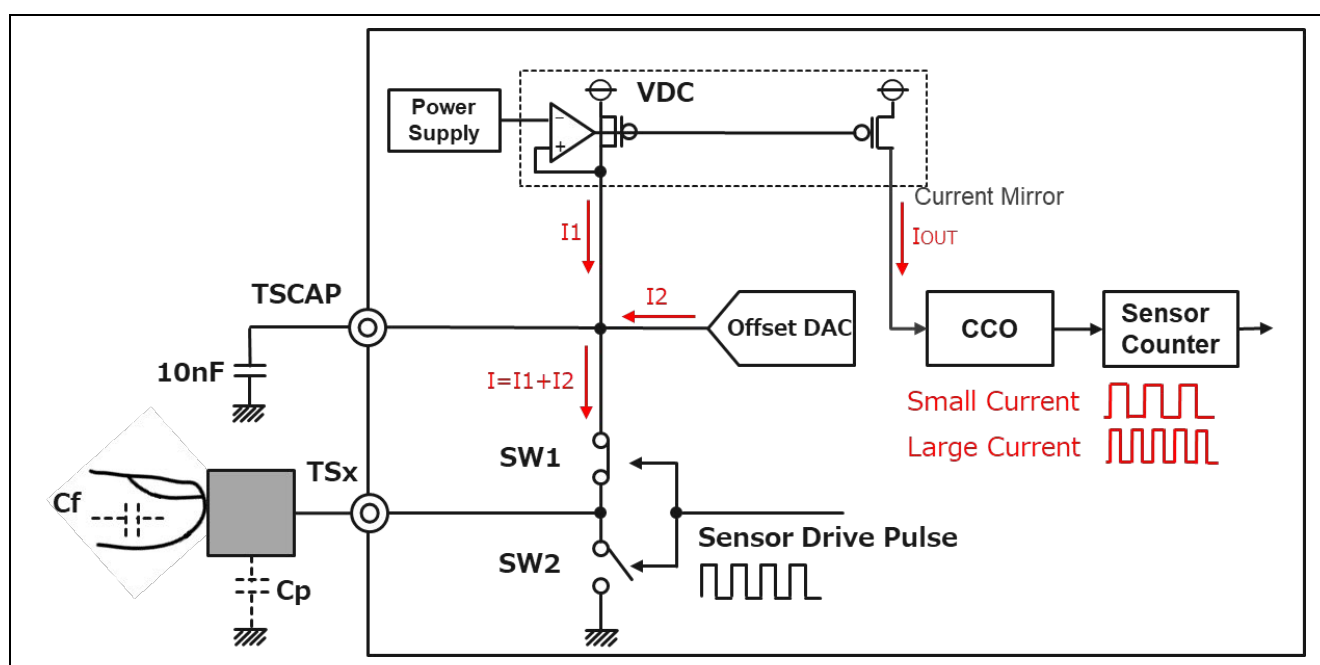 VDC
Power
Supply
−
+
Current Mirror
I1
IOUT
TSCAP
I2
Offset DAC
CCO
Sensor
Counter
10nF
I=I1+I2
Small Current
Large Current
SW1
TSx
Cf
Sensor Drive Pulse
SW2
Cp